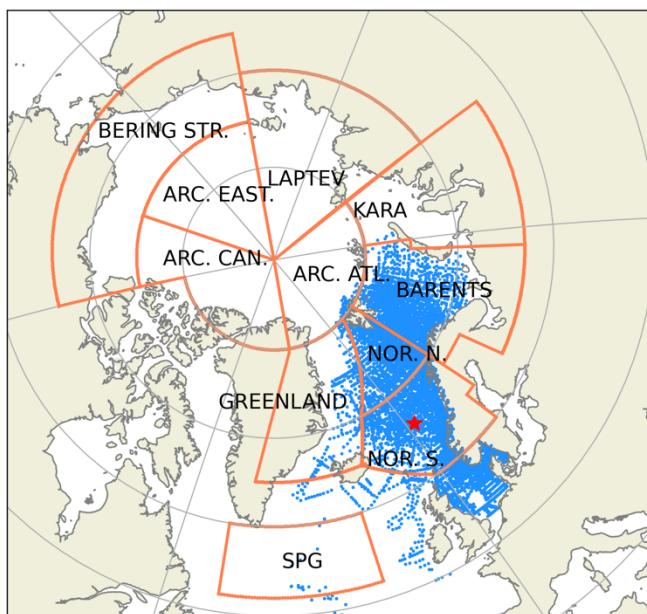 BERING STR.
LAPTEV
ARC. EAST.
KARA
ARC. CAN.
ARC. ATL.
BARENTS
NOR. N.
GREENLAND
NOR. S.
SPG